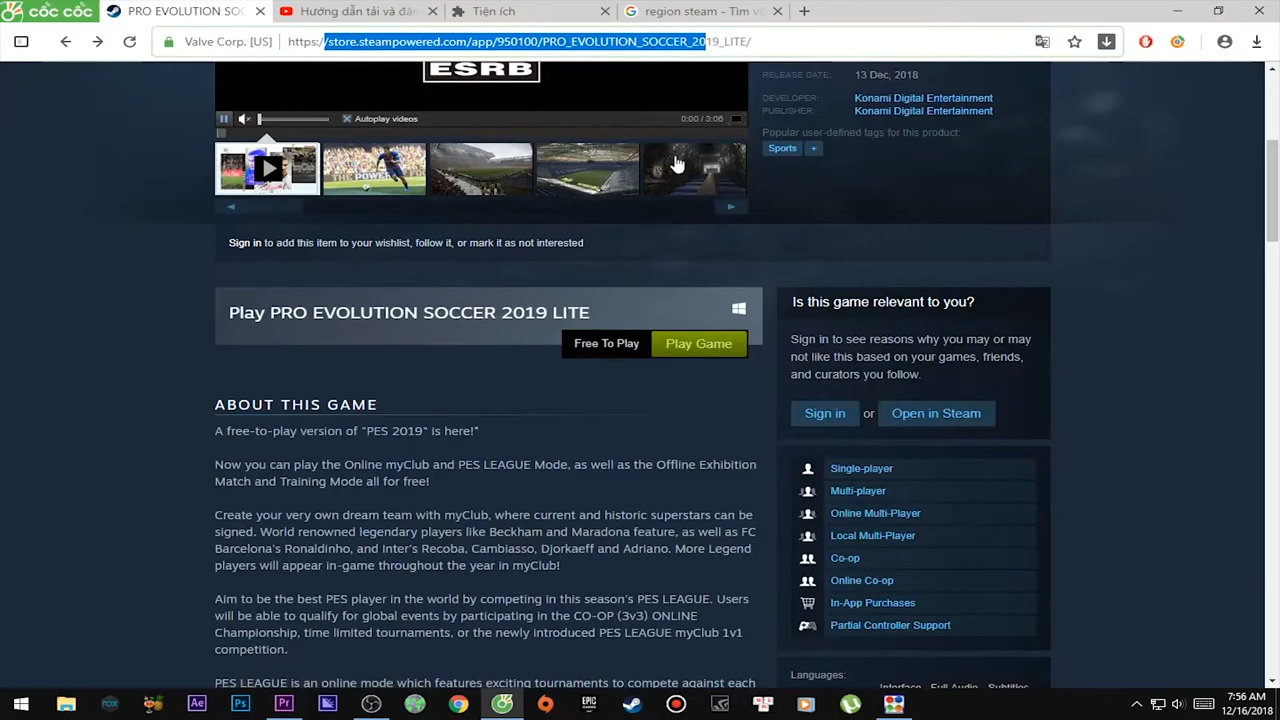 cốc cốc
PRO EVOLUTION SOC
Hướng dẫn tải và đăn
Tiện ích
region steam - Tìm vớ
Valve Corp. [US]
https://store.steampowered.com/app/950100/PRO_EVOLUTION_SOCCER_2019_LITE/
ESRB
Autoplay videos
0:00 / 3:06
RELEASE DATE: 13 Dec, 2018
DEVELOPER: Konami Digital Entertainment
PUBLISHER: Konami Digital Entertainment
Popular user-defined tags for this product:
Sports +
THE POWER
Sign in to add this item to your wishlist, follow it, or mark it as not interested
Play PRO EVOLUTION SOCCER 2019 LITE
Free To Play
Play Game
Is this game relevant to you?
Sign in to see reasons why you may or
may not like this based on your games, friends,
and curators you follow.
Sign in or Open in Steam
ABOUT THIS GAME
A free-to-play version of "PES 2019" is here!"
Now you can play the Online myClub and PES LEAGUE Mode, as well as the Offline Exhibition
Match and Training Mode all for free!
Create your very own dream team with myClub, where current and historic superstars can be
signed. World renowned legendary players like Beckham and Maradona feature, as well as FC
Barcelona's Ronaldinho, and Inter's Recoba, Cambiasso, Djorkaeff and Adriano. More Legend
players will appear in-game throughout the year in myClub!
Aim to be the best PES player in the world by competing in this season's PES LEAGUE. Users
will be able to qualify for global events by participating in the CO-OP (3v3) ONLINE
Championship, time limited tournaments, or the newly introduced PES LEAGUE myClub 1v1
competition.
PES LEAGUE is an online mode which features exciting tournaments to compete against each
Single-player
Multi-player
Online Multi-Player
Local Multi-Player
Co-op
Online Co-op
In-App Purchases
Partial Controller Support
Languages:
Interface Full Audio Subtitles
Ae
Ps
Pr
EPIC GAMES
7:56 AM
12/16/2018